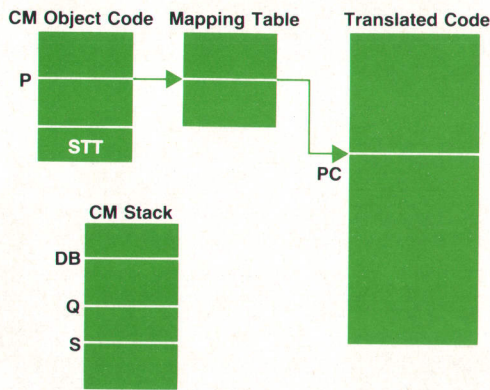 CM Object Code
Mapping Table
Translated Code
P
STT
PC
CM Stack
DB
Q
S